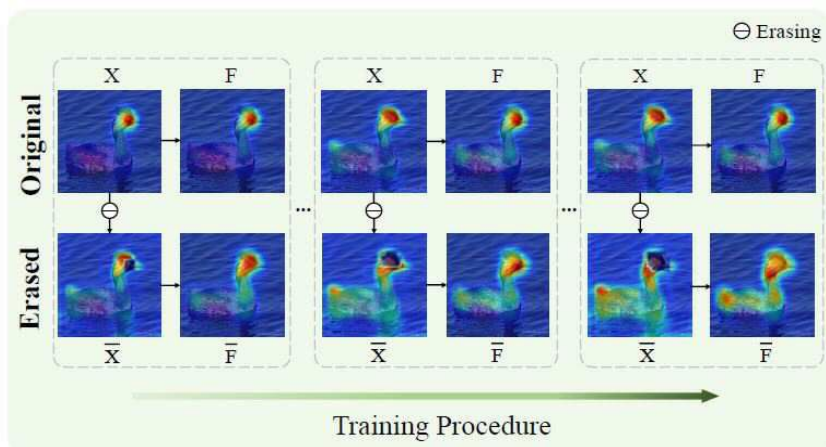 ⊖ Erasing
X F X F X F
Original
... ...
Erased
X̅ F̅ X̅ F̅ X̅ F̅
Training Procedure